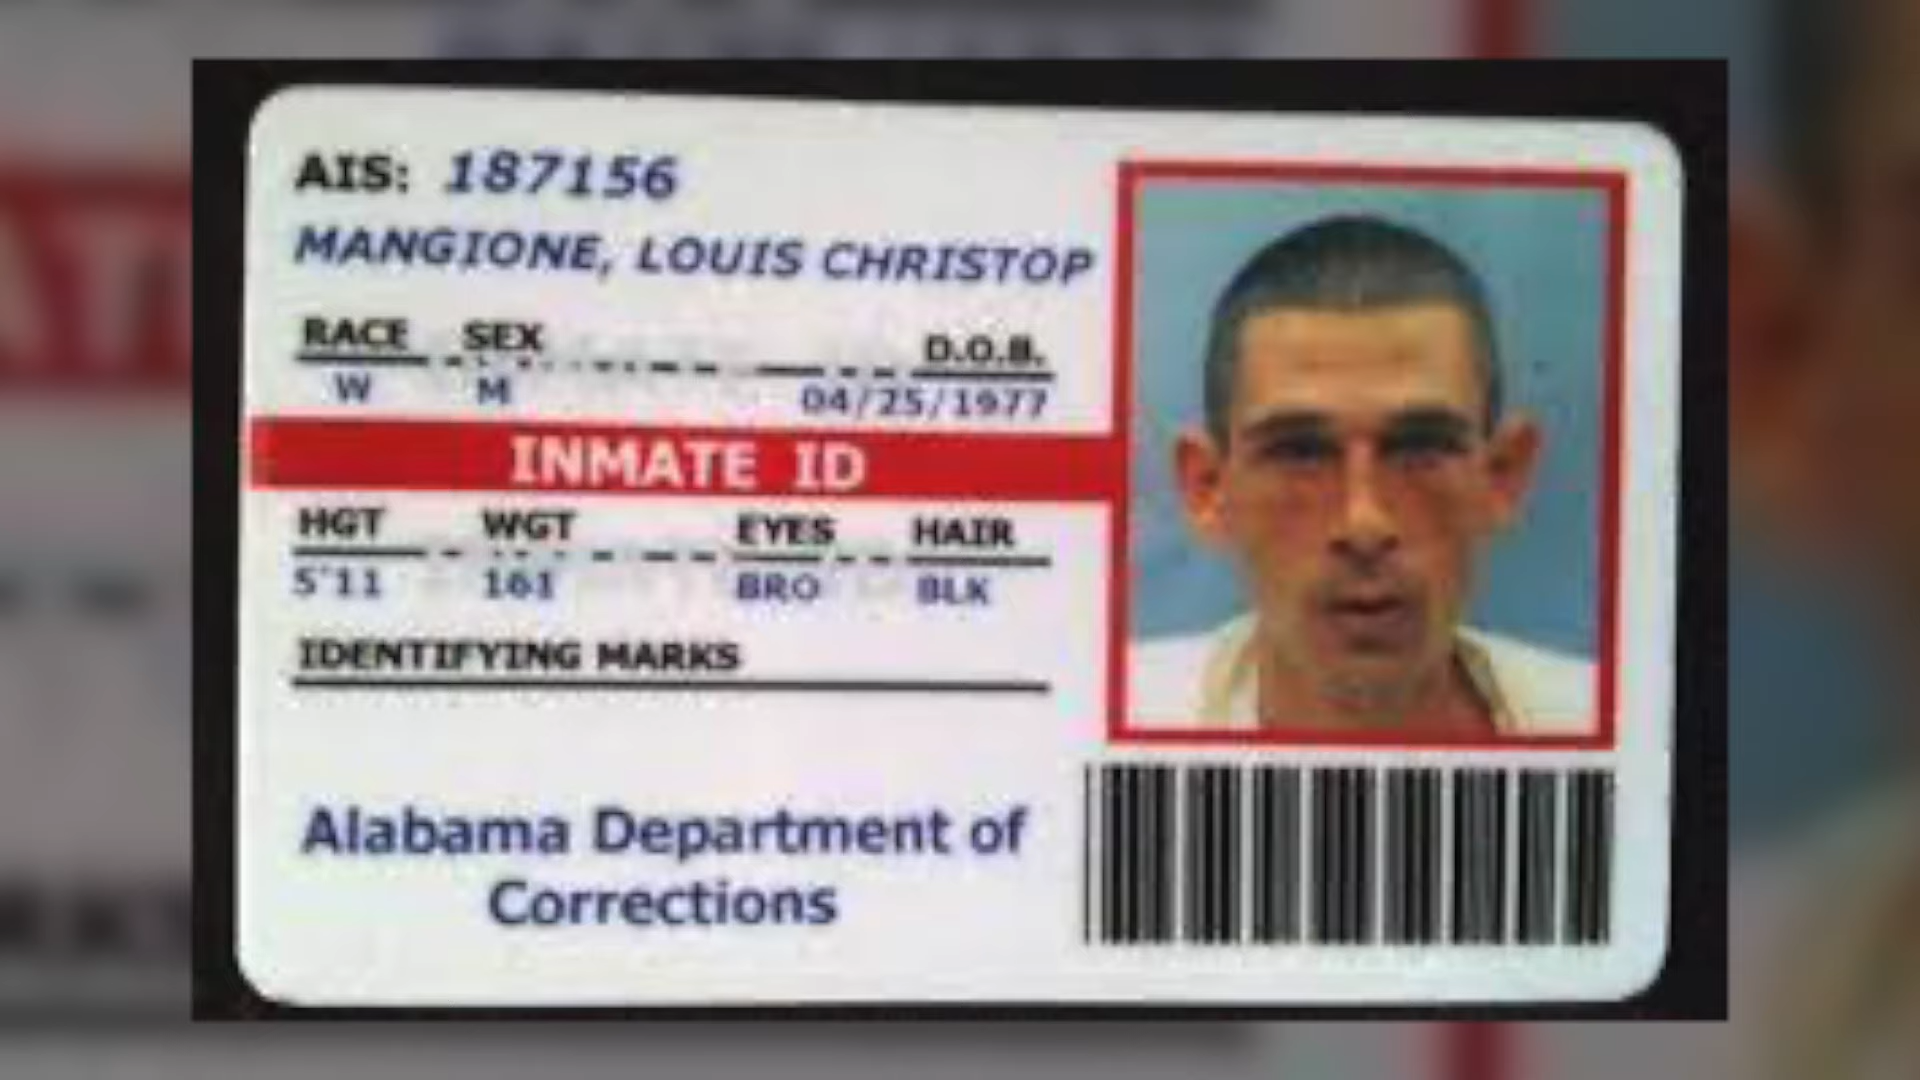 AIS: 187156
MANGIONE, LOUIS CHRISTOP
RACE SEX D.O.B.
W M 04/25/1977
INMATE ID
HGT WGT EYES HAIR
5'11 161 BRO BLK
IDENTIFYING MARKS
Alabama Department of
Corrections